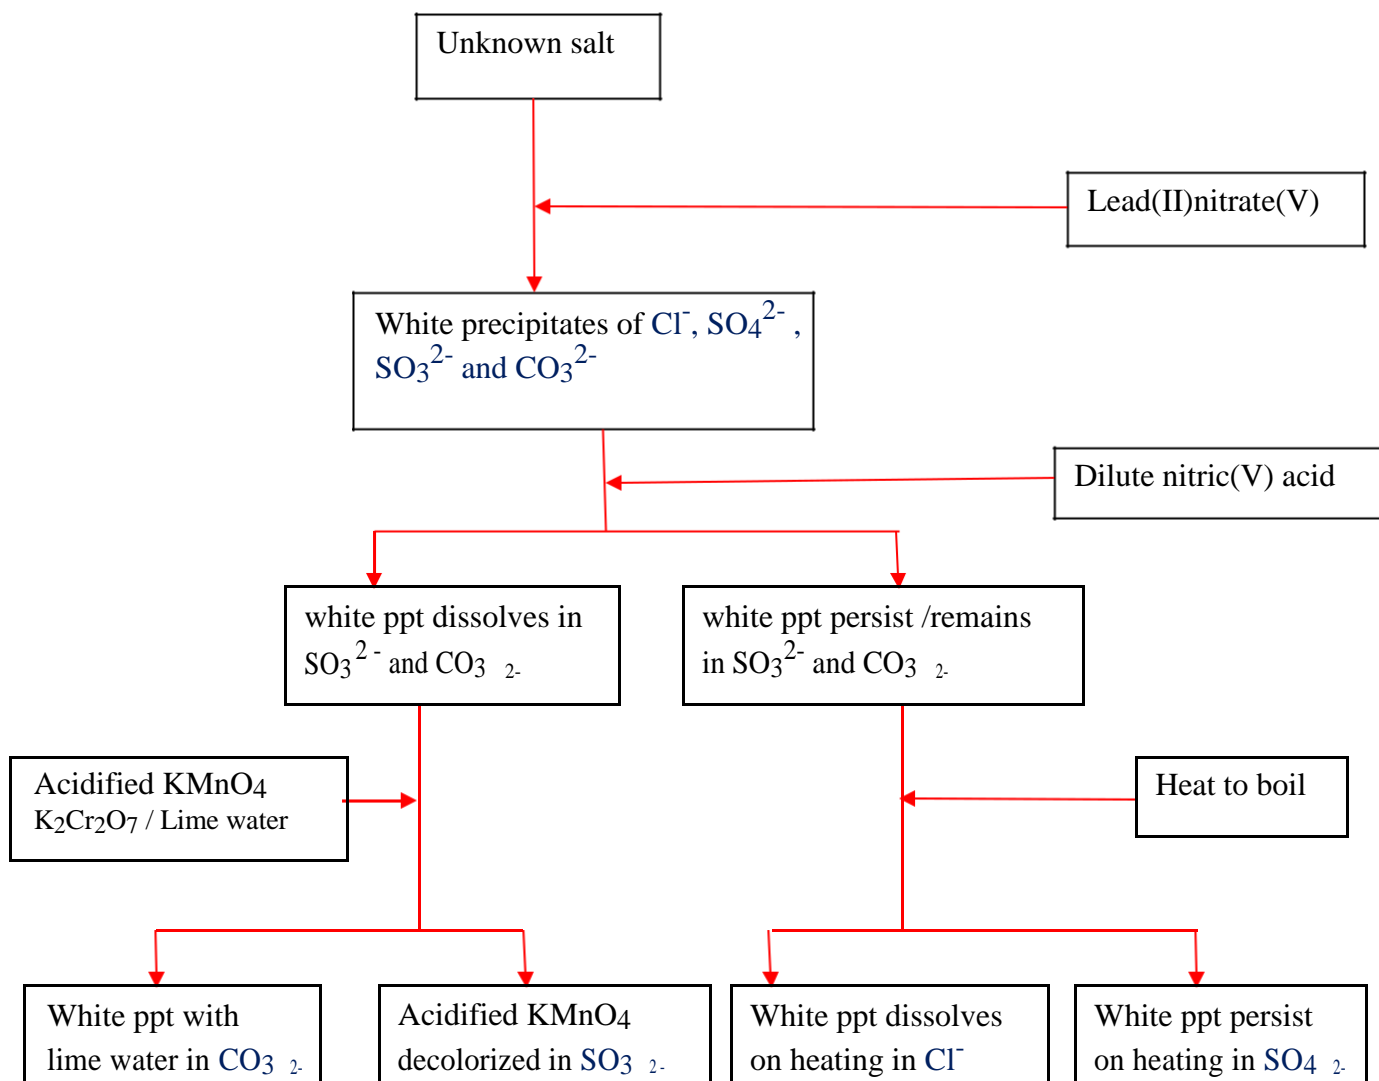 Unknown salt
Lead(II)nitrate(V)
White precipitates of Cl⁻, SO₄²⁻ ,
SO₃²⁻ and CO₃²⁻
Dilute nitric(V) acid
white ppt dissolves in
SO₃² ⁻ and CO₃ ₂₋
white ppt persist /remains
in SO₃²⁻ and CO₃ ₂₋
Acidified KMnO₄
K₂Cr₂O₇ / Lime water
Heat to boil
White ppt with
lime water in CO₃ ₂₋
Acidified KMnO₄
decolorized in SO₃ ₂₋
White ppt dissolves
on heating in Cl⁻
White ppt persist
on heating in SO₄ ₂₋